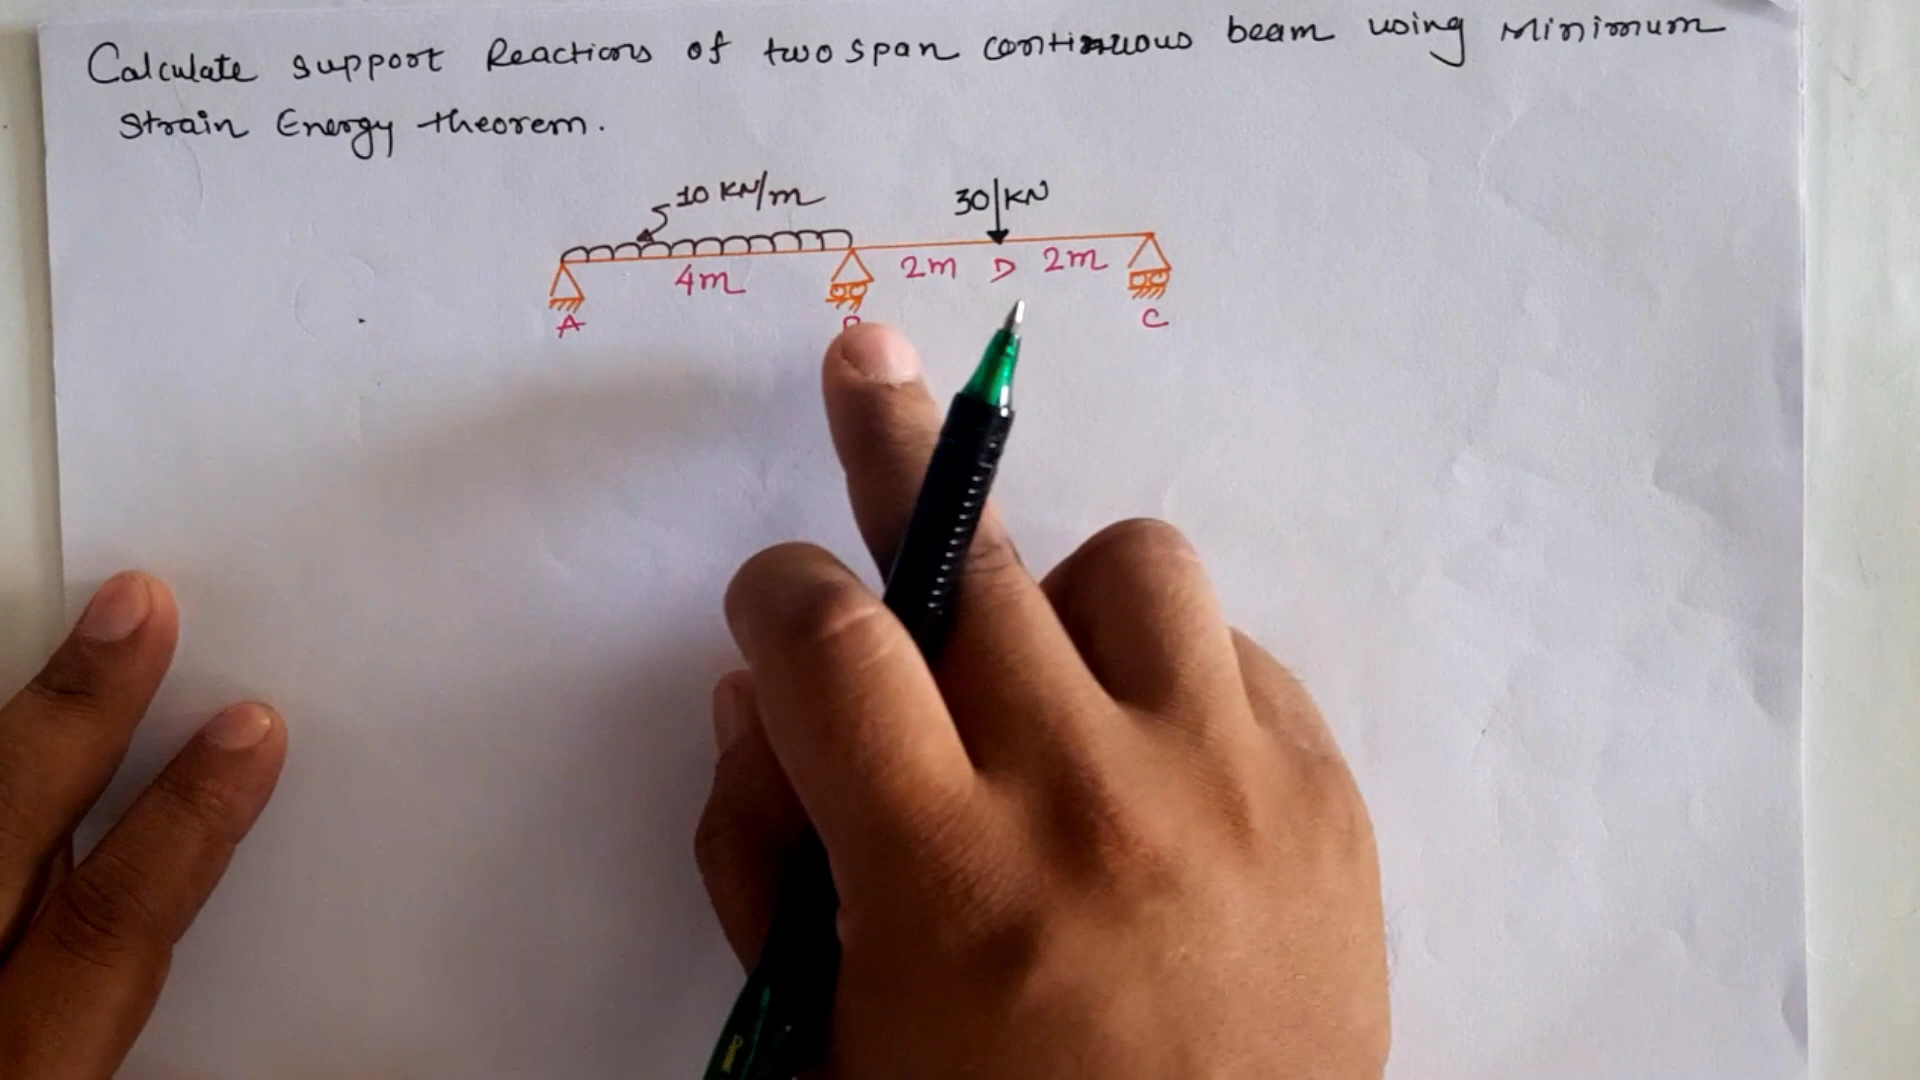 Calculate support Reactions of two span continuous beam using Minimum
Strain Energy theorem.
10 KN/m
30 KN
4m
2m D 2m
A
C